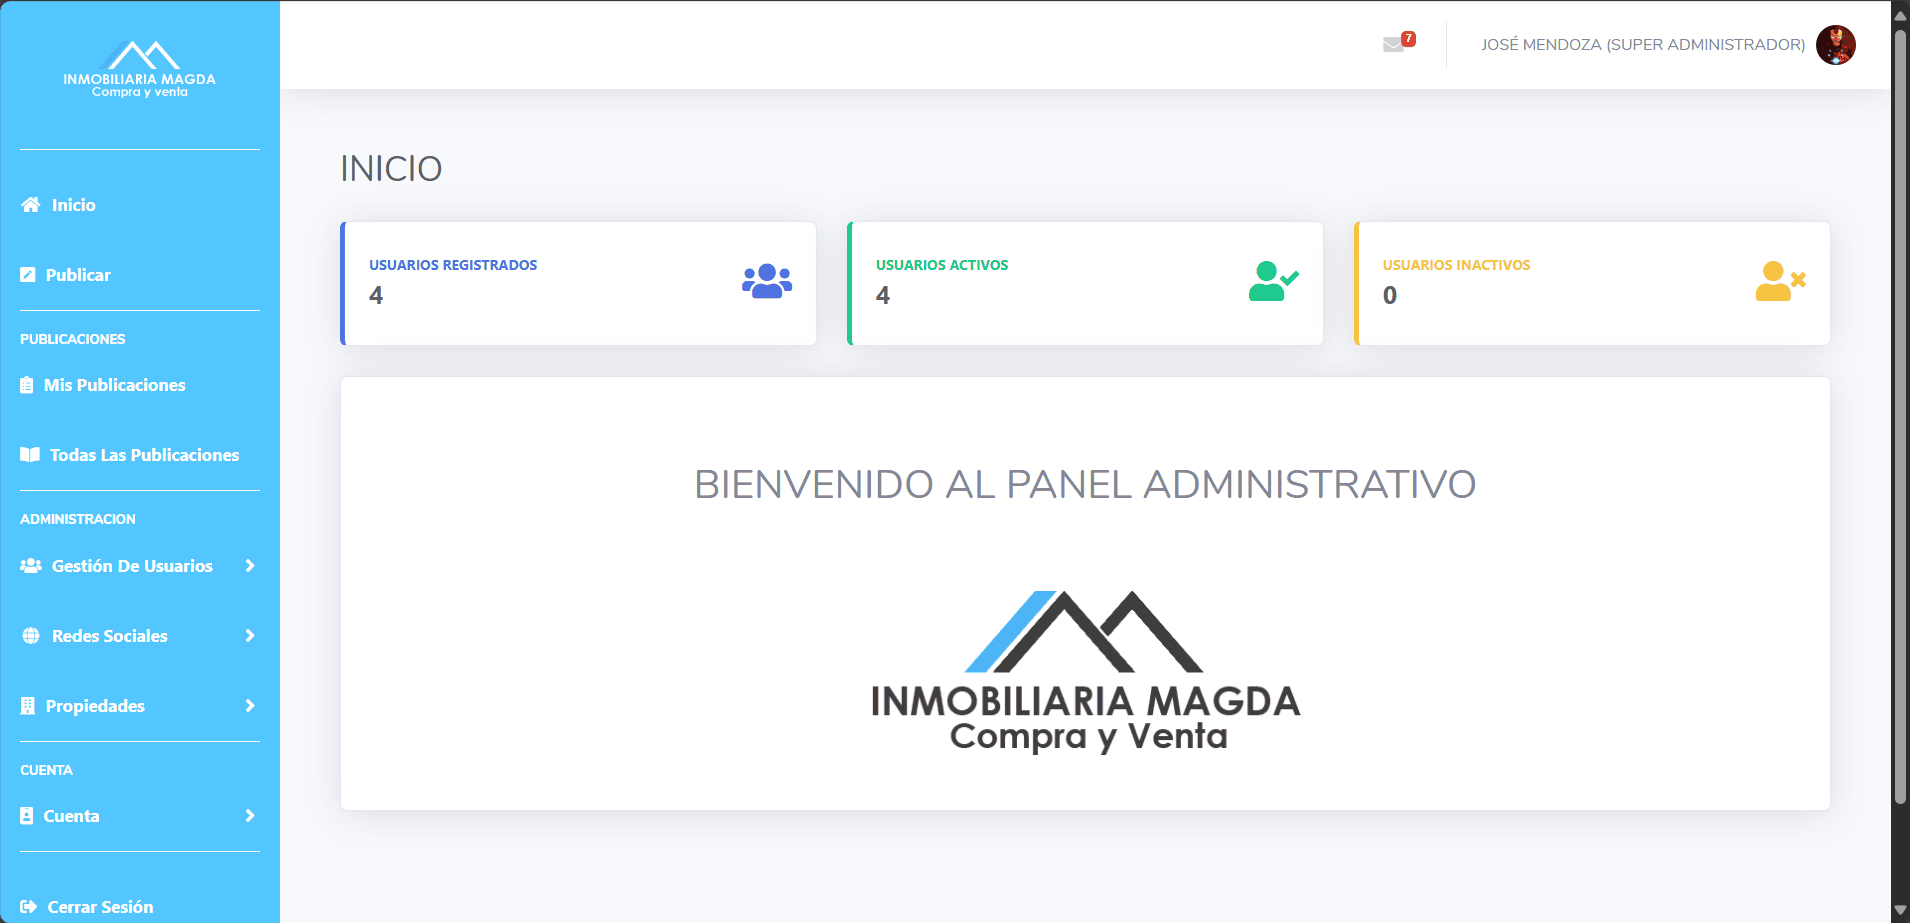 INMOBILIARIA MAGDA
Compra y venta
Inicio
Publicar
PUBLICACIONES
Mis Publicaciones
Todas Las Publicaciones
ADMINISTRACION
Gestión De Usuarios
Redes Sociales
Propiedades
CUENTA
Cuenta
Cerrar Sesión
7
JOSÉ MENDOZA (SUPER ADMINISTRADOR)
INICIO
USUARIOS REGISTRADOS
4
USUARIOS ACTIVOS
4
USUARIOS INACTIVOS
0
BIENVENIDO AL PANEL ADMINISTRATIVO
INMOBILIARIA MAGDA
Compra y Venta